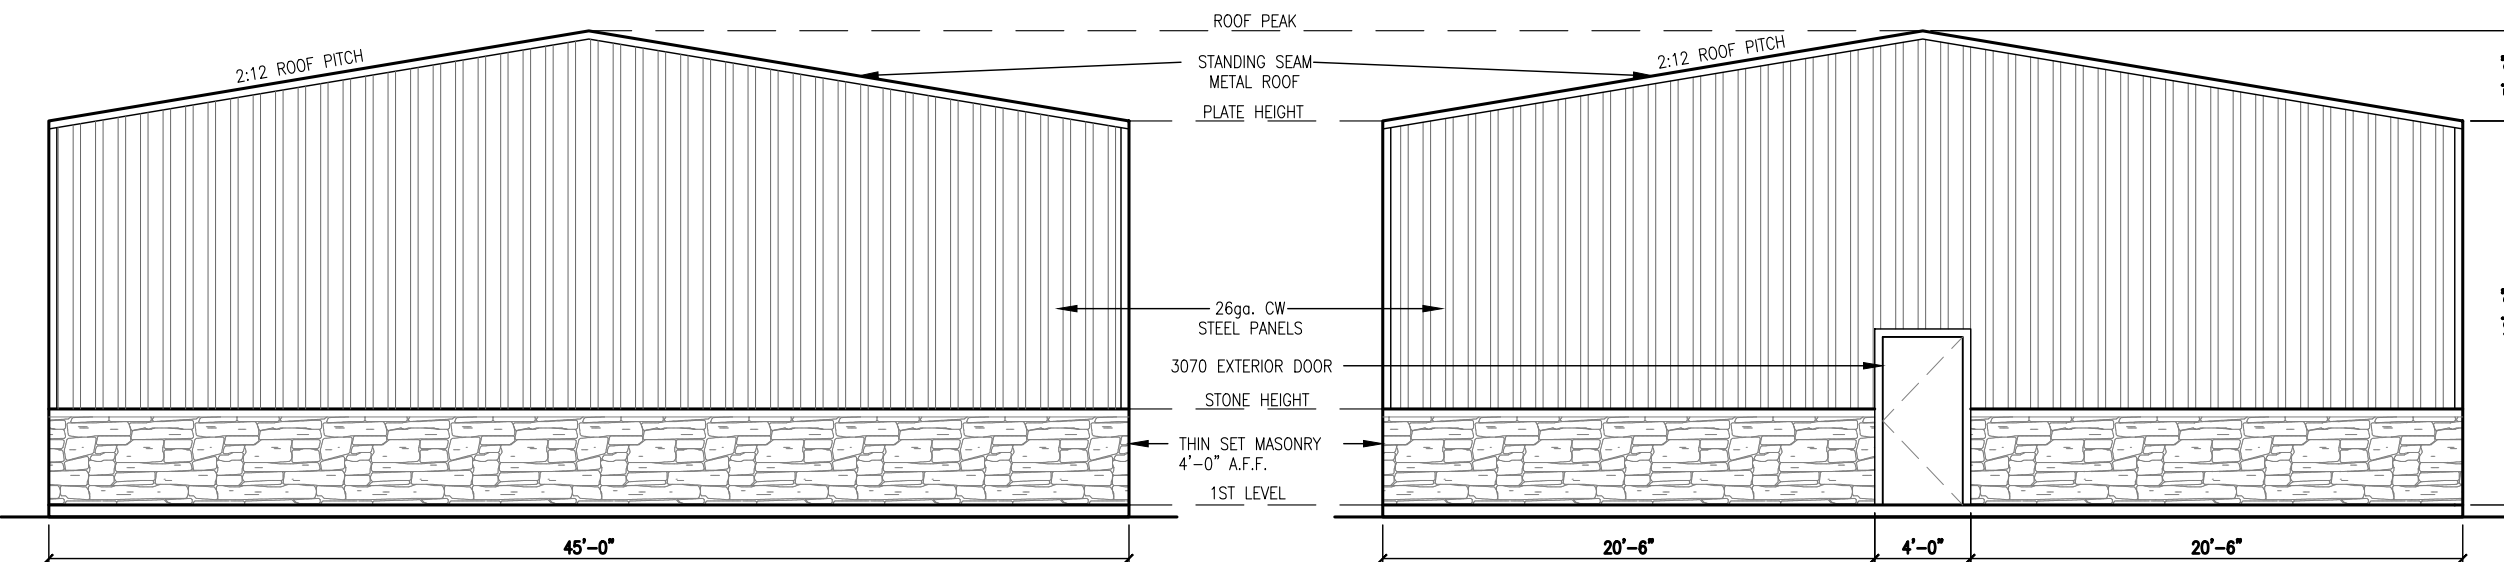 ROOF PEAK
2:12 ROOF PITCH
2:12 ROOF PITCH
STANDING SEAM
METAL ROOF
PLATE HEIGHT
26ga. CW
STEEL PANELS
3070 EXTERIOR DOOR
STONE HEIGHT
THIN SET MASONRY
4'-0" A.F.F.
1ST LEVEL
45'-0"
20'-6"
4'-0"
20'-6"